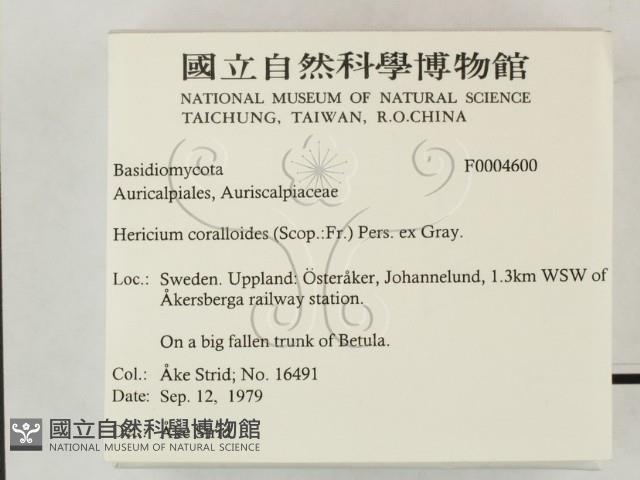 國立自然科學博物館
NATIONAL MUSEUM OF NATURAL SCIENCE
TAICHUNG, TAIWAN, R.O.CHINA
Basidiomycota F0004600
Auricalpiales, Auriscalpiaceae
Hericium coralloides (Scop.:Fr.) Pers. ex Gray.
Loc.: Sweden. Uppland: Österåker, Johannelund, 1.3km WSW of
Åkersberga railway station.
On a big fallen trunk of Betula.
Col.: Åke Strid; No. 16491
Date: Sep. 12, 1979
國立自然科學博物館
NATIONAL MUSEUM OF NATURAL SCIENCE